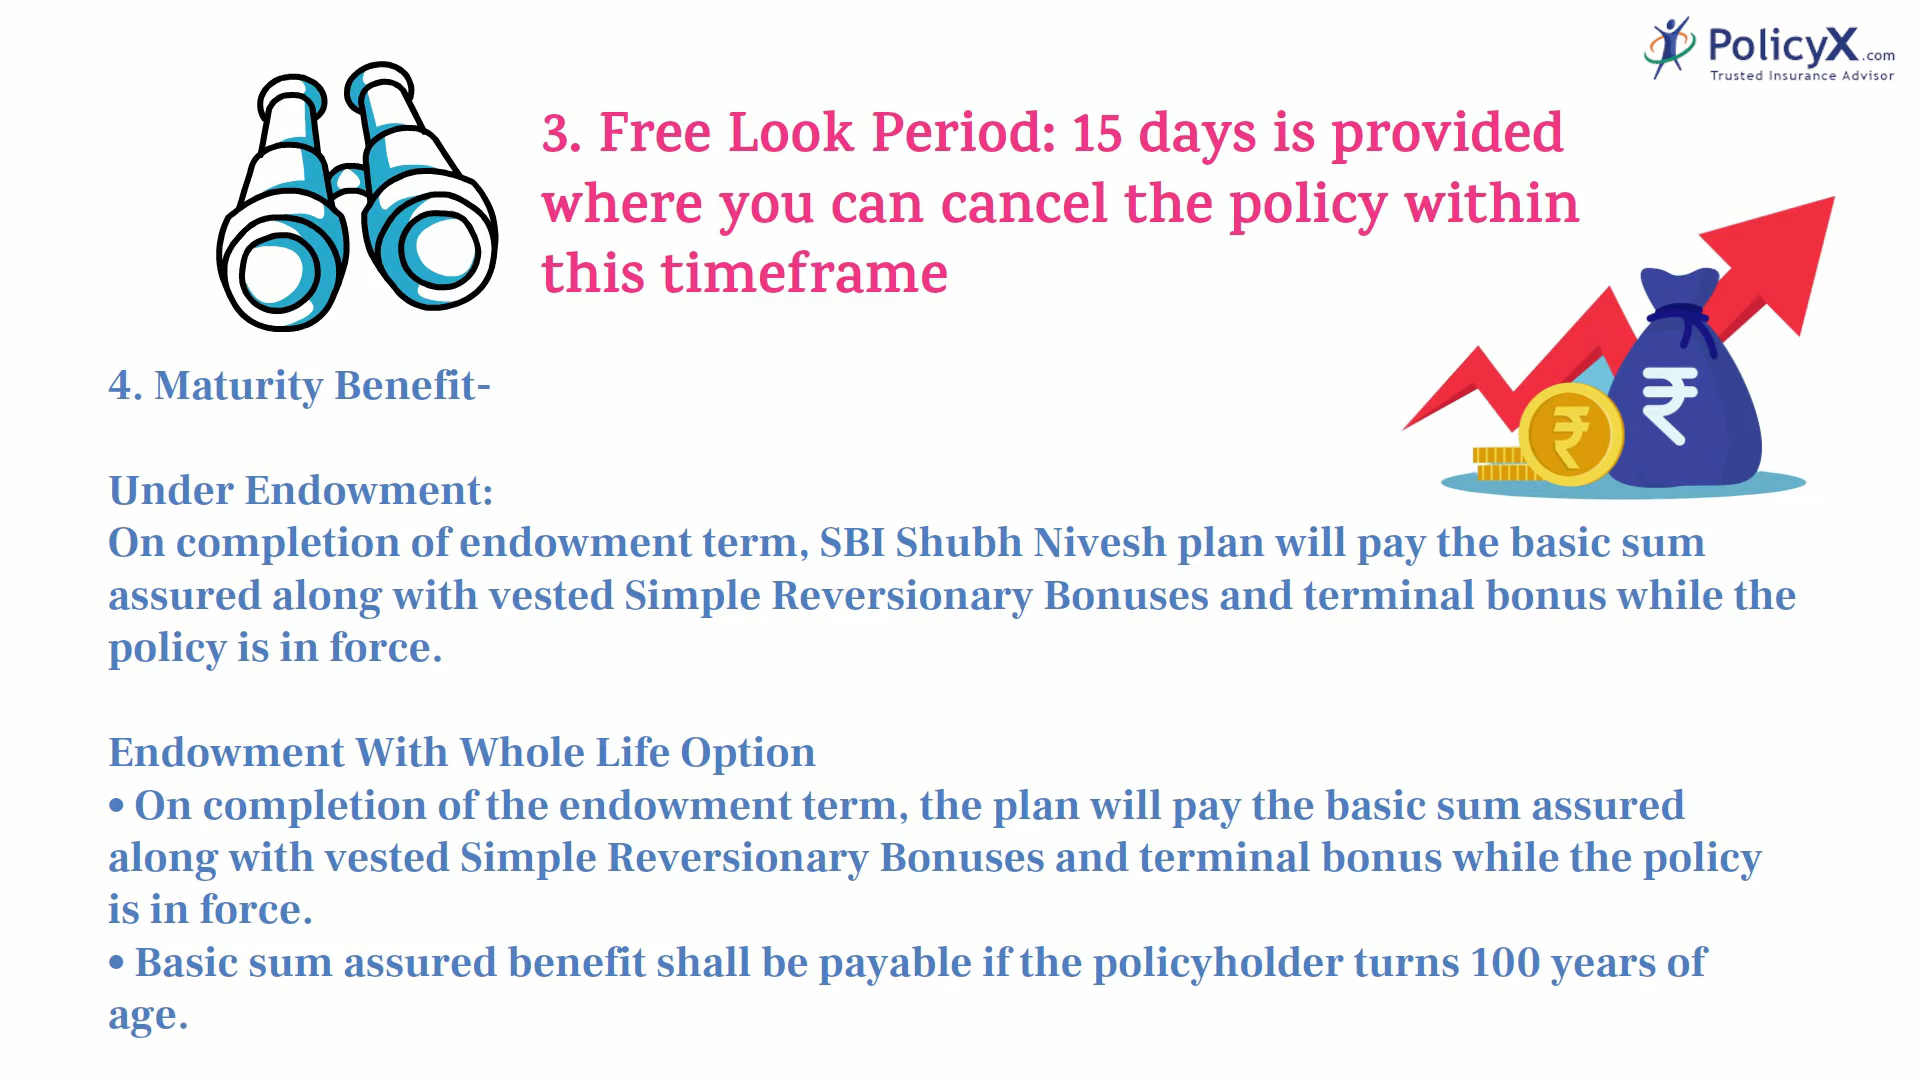 PolicyX.com
Trusted Insurance Advisor
3. Free Look Period: 15 days is provided
where you can cancel the policy within
this timeframe
₹
₹
4. Maturity Benefit-
Under Endowment:
On completion of endowment term, SBI Shubh Nivesh plan will pay the basic sum
assured along with vested Simple Reversionary Bonuses and terminal bonus while the
policy is in force.
Endowment With Whole Life Option
• On completion of the endowment term, the plan will pay the basic sum assured
along with vested Simple Reversionary Bonuses and terminal bonus while the policy
is in force.
• Basic sum assured benefit shall be payable if the policyholder turns 100 years of
age.